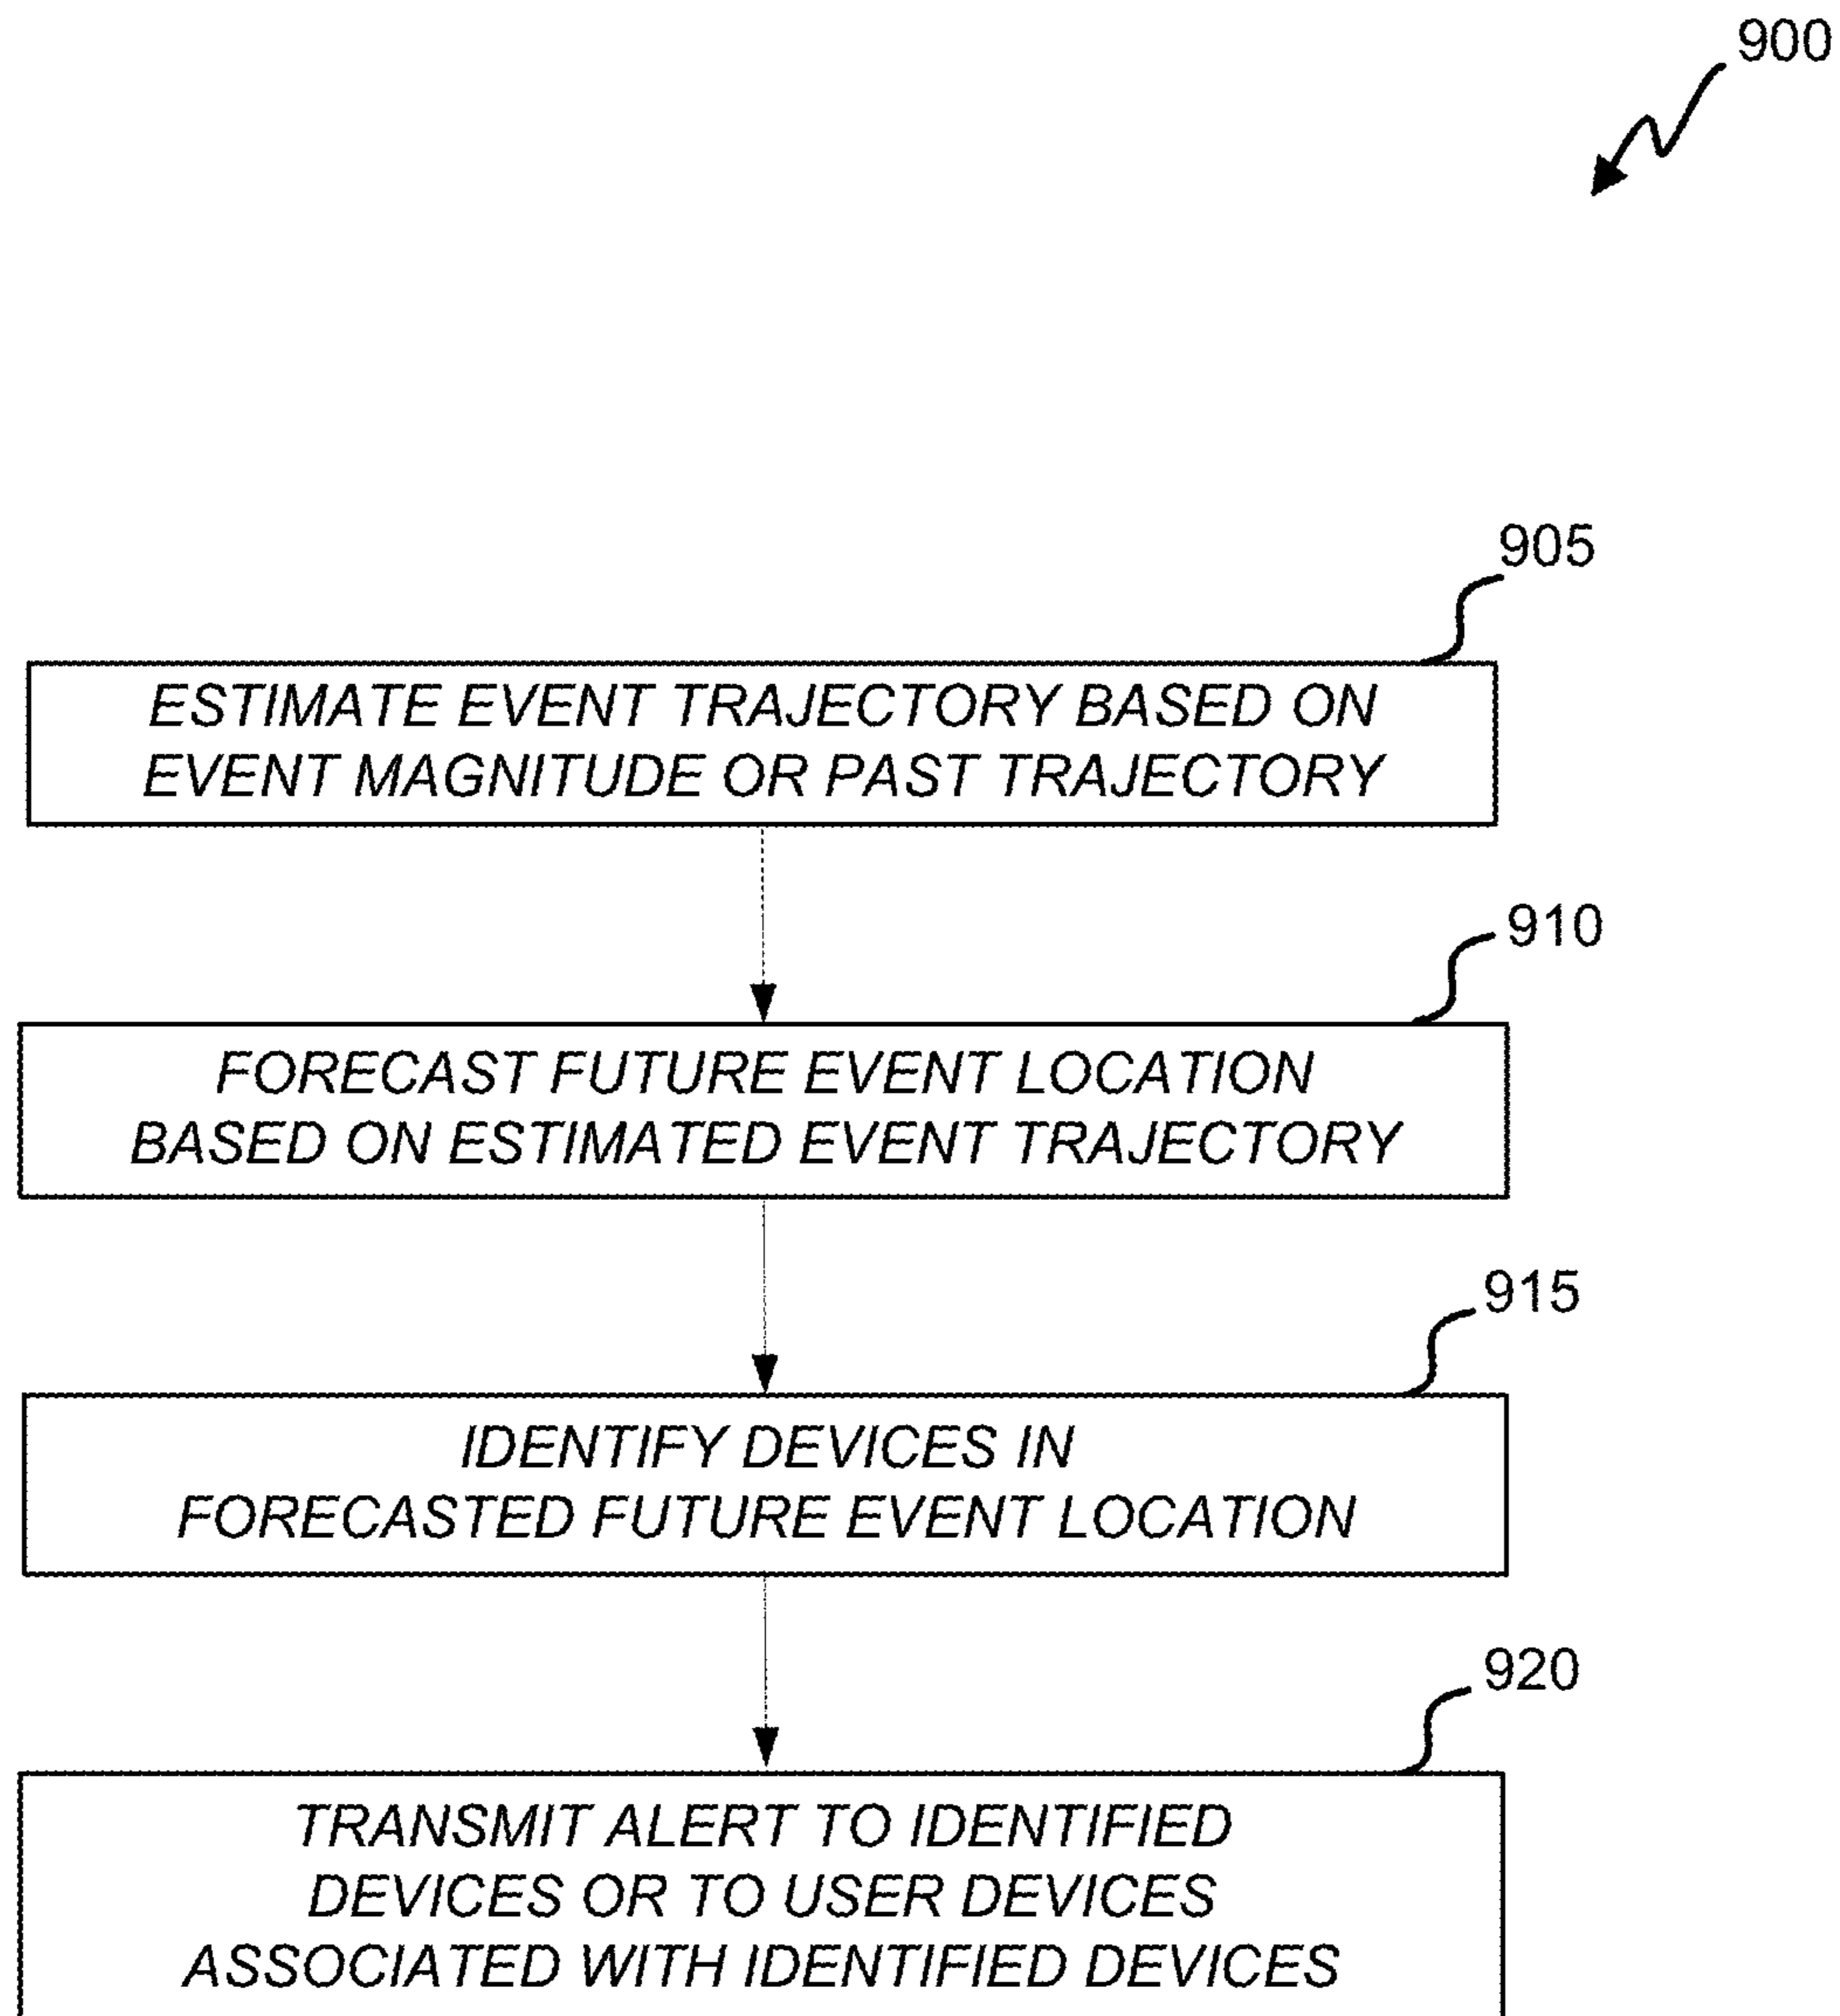 900
905
ESTIMATE EVENT TRAJECTORY BASED ON
EVENT MAGNITUDE OR PAST TRAJECTORY
910
FORECAST FUTURE EVENT LOCATION
BASED ON ESTIMATED EVENT TRAJECTORY
915
IDENTIFY DEVICES IN
FORECASTED FUTURE EVENT LOCATION
920
TRANSMIT ALERT TO IDENTIFIED
DEVICES OR TO USER DEVICES
ASSOCIATED WITH IDENTIFIED DEVICES